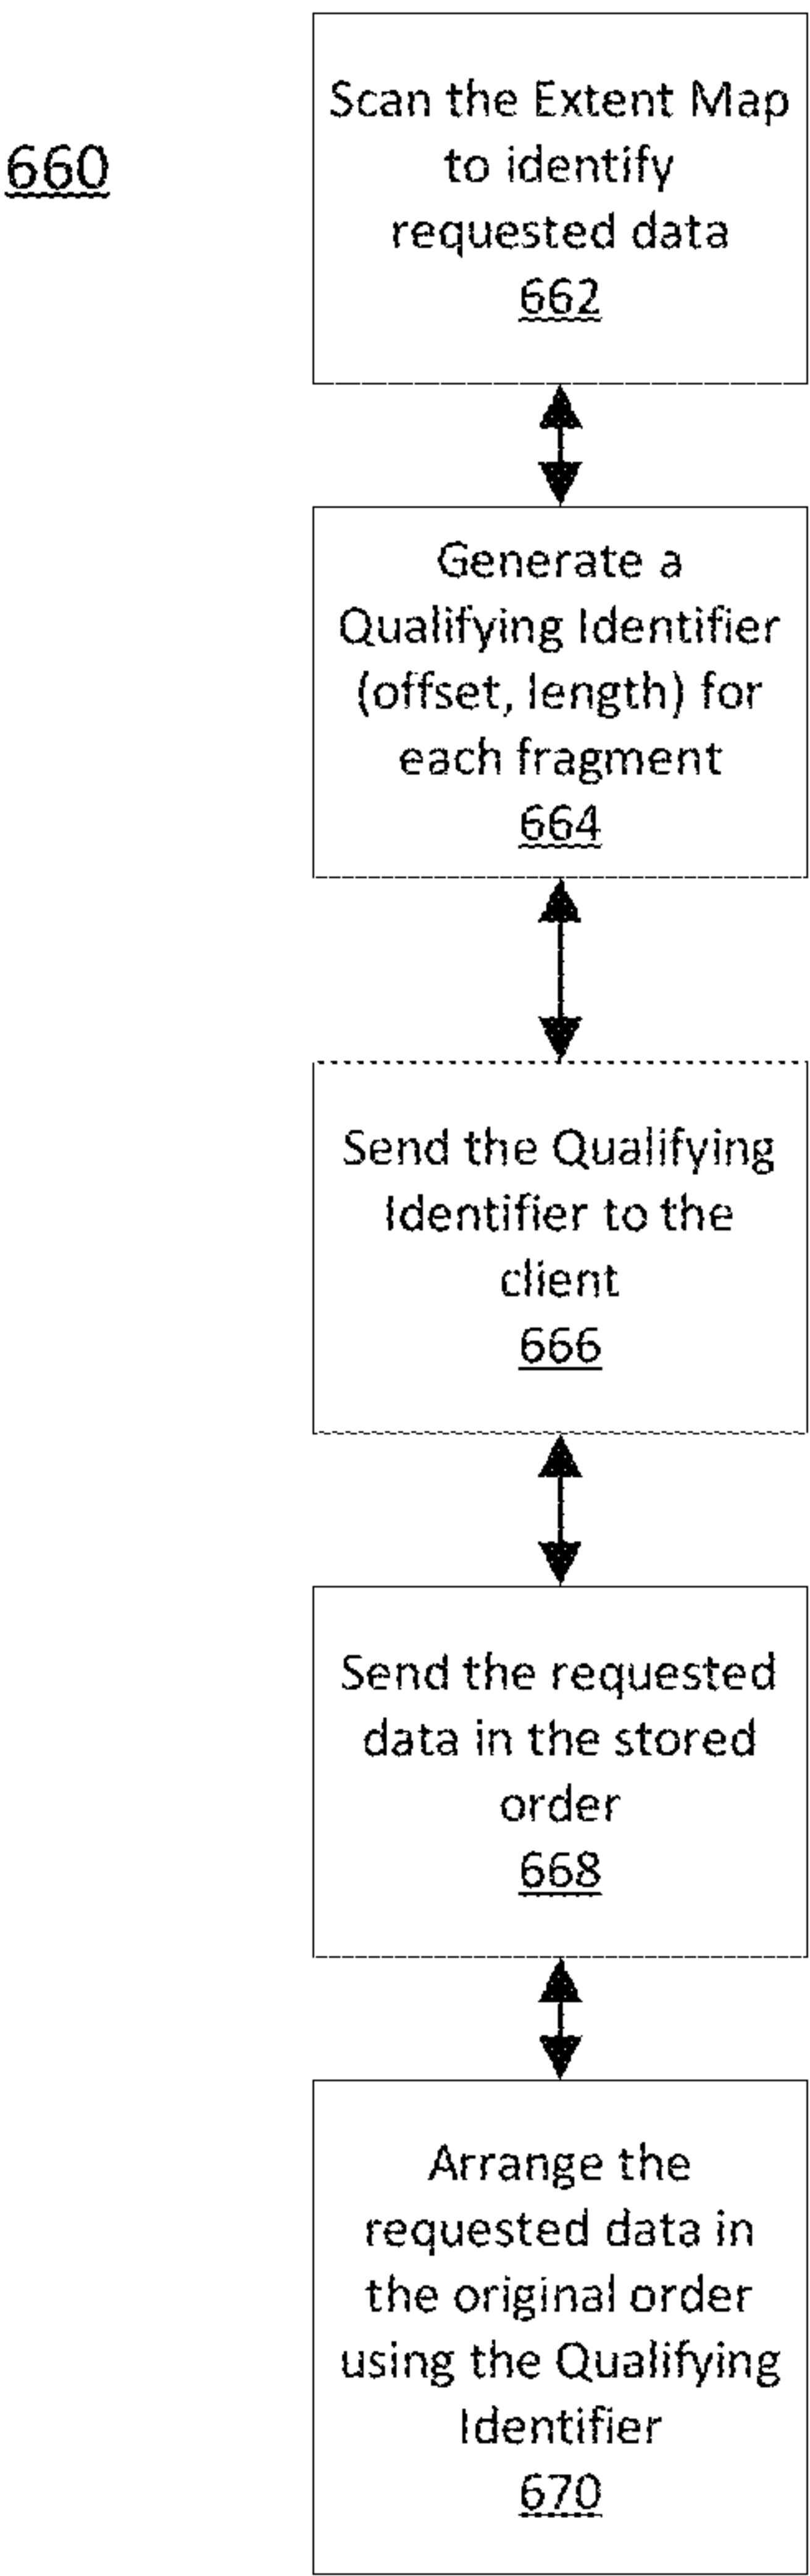 660
Scan the Extent Map
to identify
requested data
662
Generate a
Qualifying Identifier
(offset, length) for
each fragment
664
Send the Qualifying
Identifier to the
client
666
Send the requested
data in the stored
order
668
Arrange the
requested data in
the original order
using the Qualifying
Identifier
670